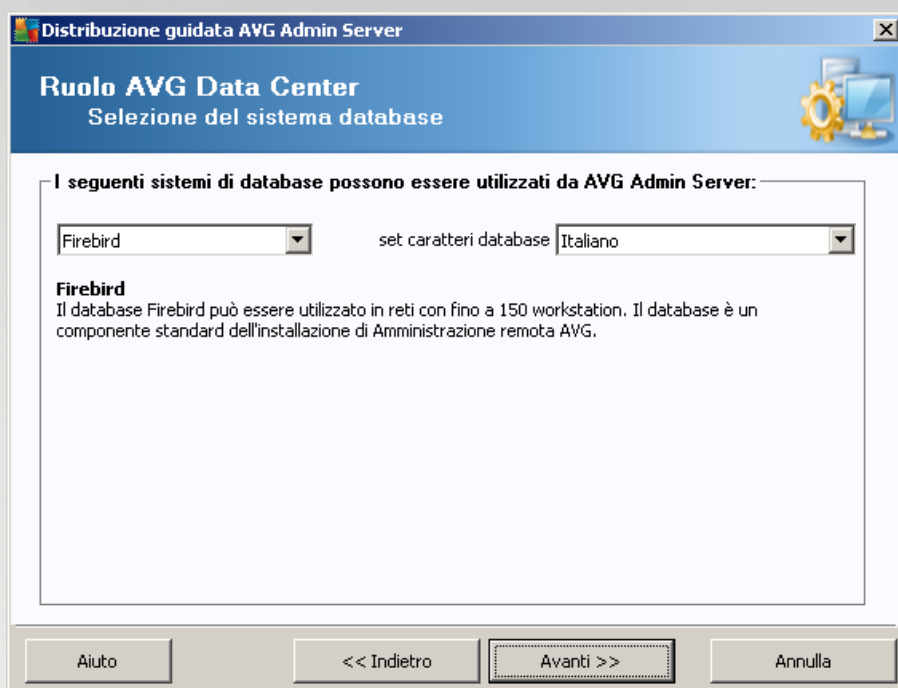 Distribuzione guidata AVG Admin Server
Ruolo AVG Data Center
Selezione del sistema database
I seguenti sistemi di database possono essere utilizzati da AVG Admin Server:
Firebird set caratteri database Italiano
Firebird
Il database Firebird può essere utilizzato in reti con fino a 150 workstation. Il database è un
componente standard dell'installazione di Amministrazione remota AVG.
Aiuto << Indietro Avanti >> Annulla